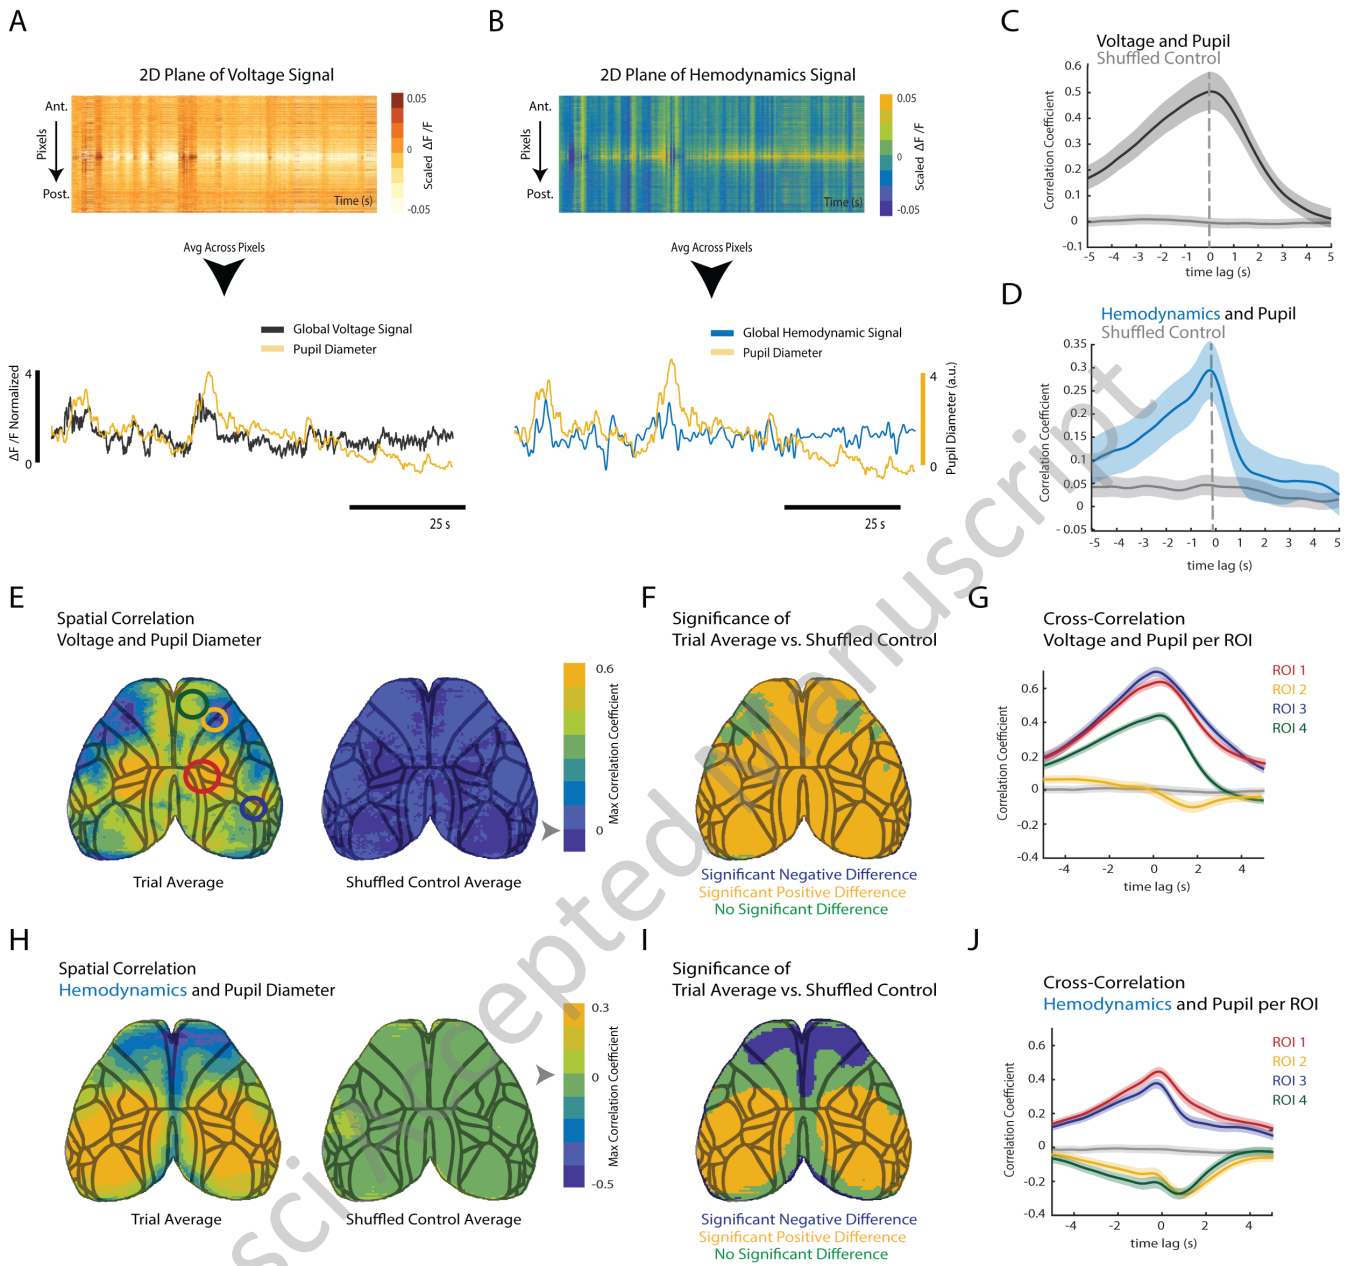 A
2D Plane of Voltage Signal
Ant.
Pixels
Post.
Time (s)
0.05
0
-0.05
Scaled ΔF /F
Avg Across Pixels
Global Voltage Signal
Pupil Diameter
4
0
ΔF /F Normalized
25 s
B
2D Plane of Hemodynamics Signal
Ant.
Pixels
Post.
Time (s)
0.05
0
-0.05
Scaled ΔF /F
Avg Across Pixels
Global Hemodynamic Signal
Pupil Diameter
4
0
Pupil Diameter (a.u.)
25 s
C
Voltage and Pupil
Shuffled Control
0.6
0.5
0.4
0.3
0.2
0.1
0
-0.1
Correlation Coefficient
-5 -4 -3 -2 -1 0 1 2 3 4 5
time lag (s)
D
Hemodynamics and Pupil
Shuffled Control
0.35
0.3
0.25
0.3
0.15
0.1
0.05
0
- 0.05
Correlation Coefficient
-5 -4 -3 -2 -1 0 1 2 3 4 5
time lag (s)
E
Spatial Correlation
Voltage and Pupil Diameter
0.6
0
Max Correlation Coefficient
Trial Average
Shuffled Control Average
F
Significance of
Trial Average vs. Shuffled Control
Significant Negative Difference
Significant Positive Difference
No Significant Difference
G
Cross-Correlation
Voltage and Pupil per ROI
ROI 1
ROI 2
ROI 3
ROI 4
0.6
0.4
0.2
0
-0.2
-0.4
Correlation Coefficient
-4 -2 0 2 4
time lag (s)
H
Spatial Correlation
Hemodynamics and Pupil Diameter
0.3
0
-0.5
Max Correlation Coefficient
Trial Average
Shuffled Control Average
I
Significance of
Trial Average vs. Shuffled Control
Significant Negative Difference
Significant Positive Difference
No Significant Difference
J
Cross-Correlation
Hemodynamics and Pupil per ROI
ROI 1
ROI 2
ROI 3
ROI 4
0.4
0.2
0
-0.2
-0.4
Correlation Coefficient
-4 -2 0 2 4
time lag (s)
sci Accepted Manuscript